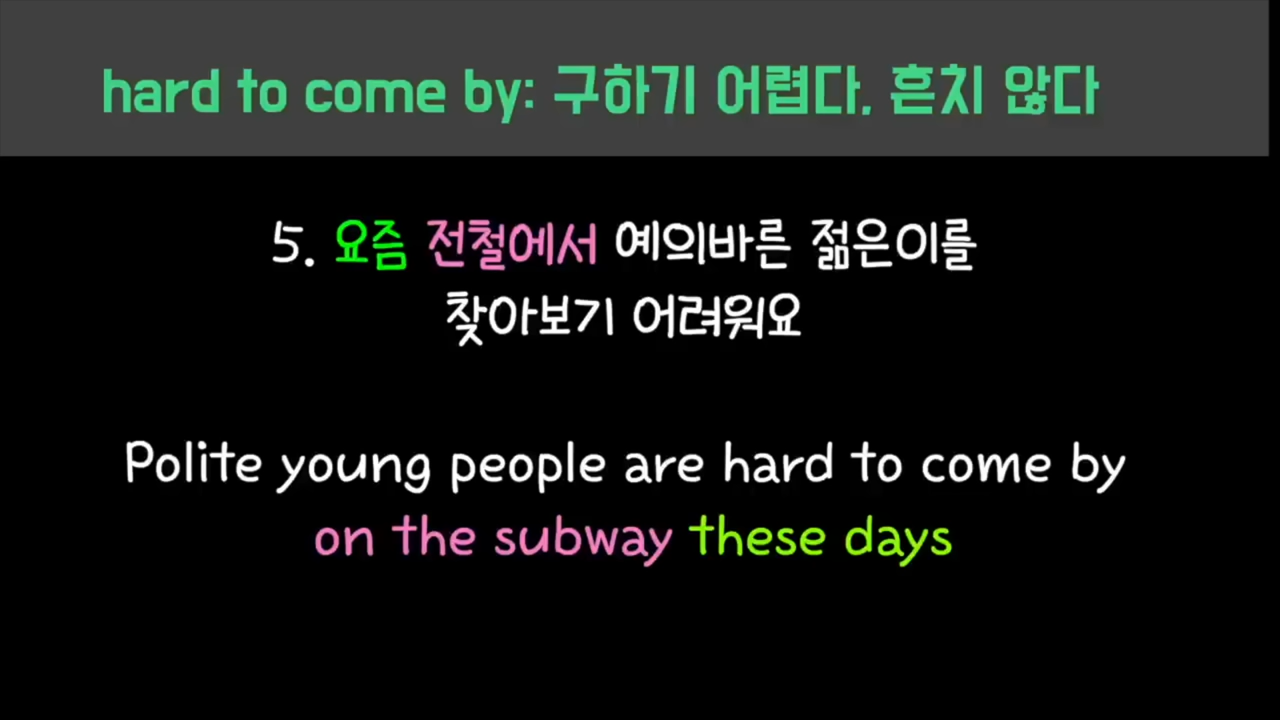 hard to come by: 구하기 어렵다, 흔치 않다
5. 요즘 전철에서 예의바른 젊은이를
찾아보기 어려워요
Polite young people are hard to come by
on the subway these days